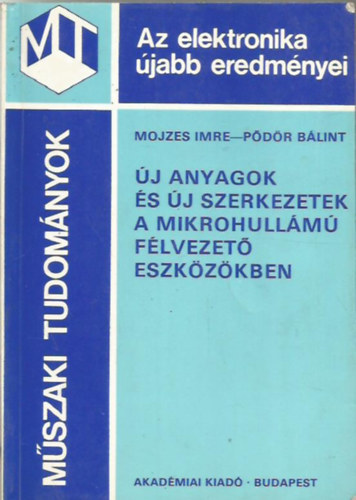 MT
Az elektronika
újabb eredményei
MŰSZAKI TUDOMÁNYOK
MOJZES IMRE—PŐDÖR BÁLINT
ÚJ ANYAGOK
ÉS ÚJ SZERKEZETEK
A MIKROHULLÁMÚ
FÉLVEZETŐ
ESZKÖZÖKBEN
AKADÉMIAI KIADÓ · BUDAPEST